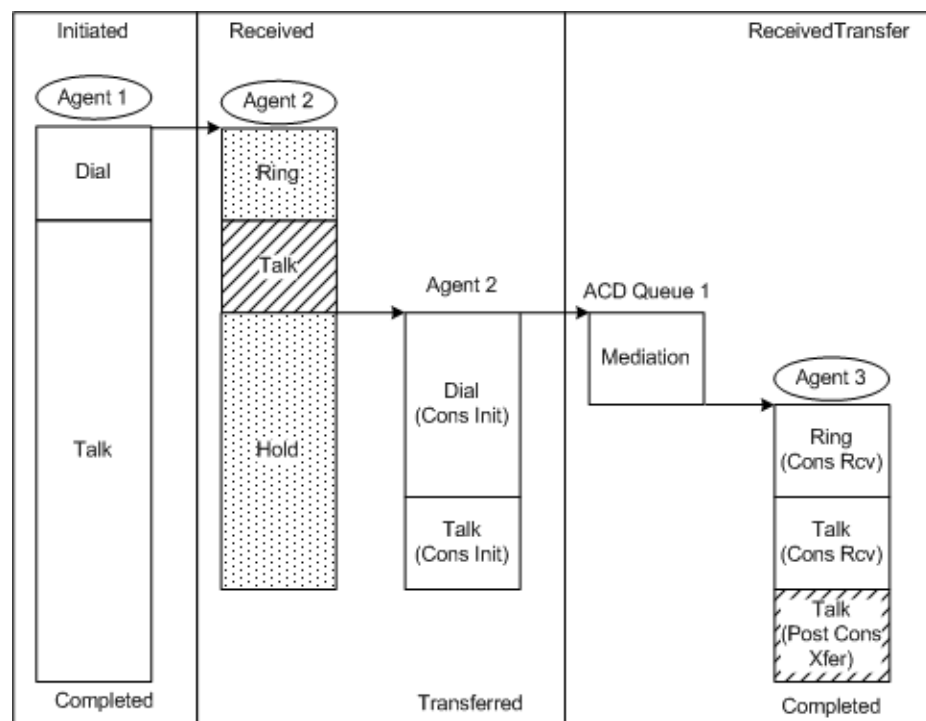 Initiated
Received
ReceivedTransfer
Agent 1
Agent 2
Dial
Ring
Talk
Agent 2
ACD Queue 1
Mediation
Agent 3
Dial
(Cons Init)
Talk
Hold
Ring
(Cons Rcv)
Talk
(Cons Init)
Talk
(Cons Rcv)
Talk
(Post Cons
Xfer)
Completed
Transferred
Completed